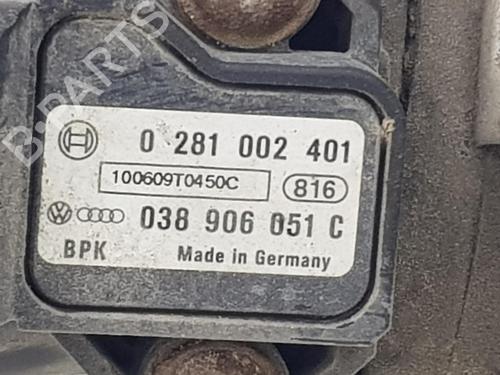 B-PARTS
0 281 002 401
100609T0450C 816
038 906 051 C
BPK Made in Germany